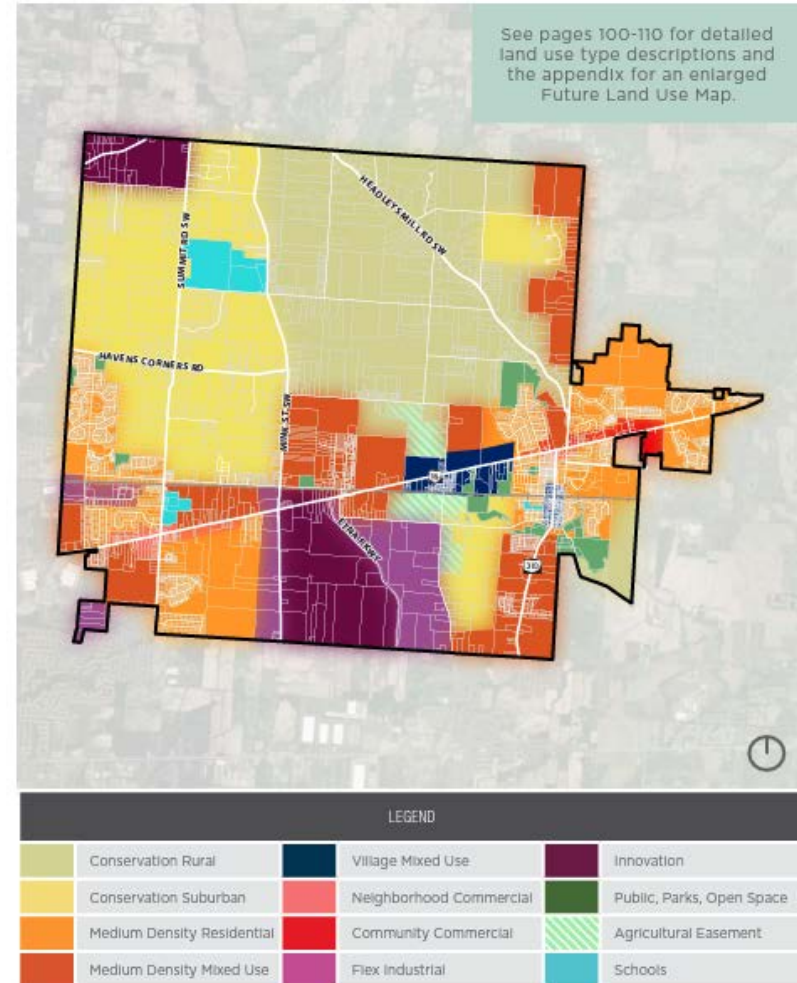 See pages 100-110 for detailed
land use type descriptions and
the appendix for an enlarged
Future Land Use Map.
HEADLEYS MILL RD SW
SUMMIT RD SW
HAVENS CORNERS RD
MINK ST SW
ETNA PKWY
310
LEGEND
Conservation Rural
Village Mixed Use
Innovation
Conservation Suburban
Neighborhood Commercial
Public, Parks, Open Space
Medium Density Residential
Community Commercial
Agricultural Easement
Medium Density Mixed Use
Flex Industrial
Schools